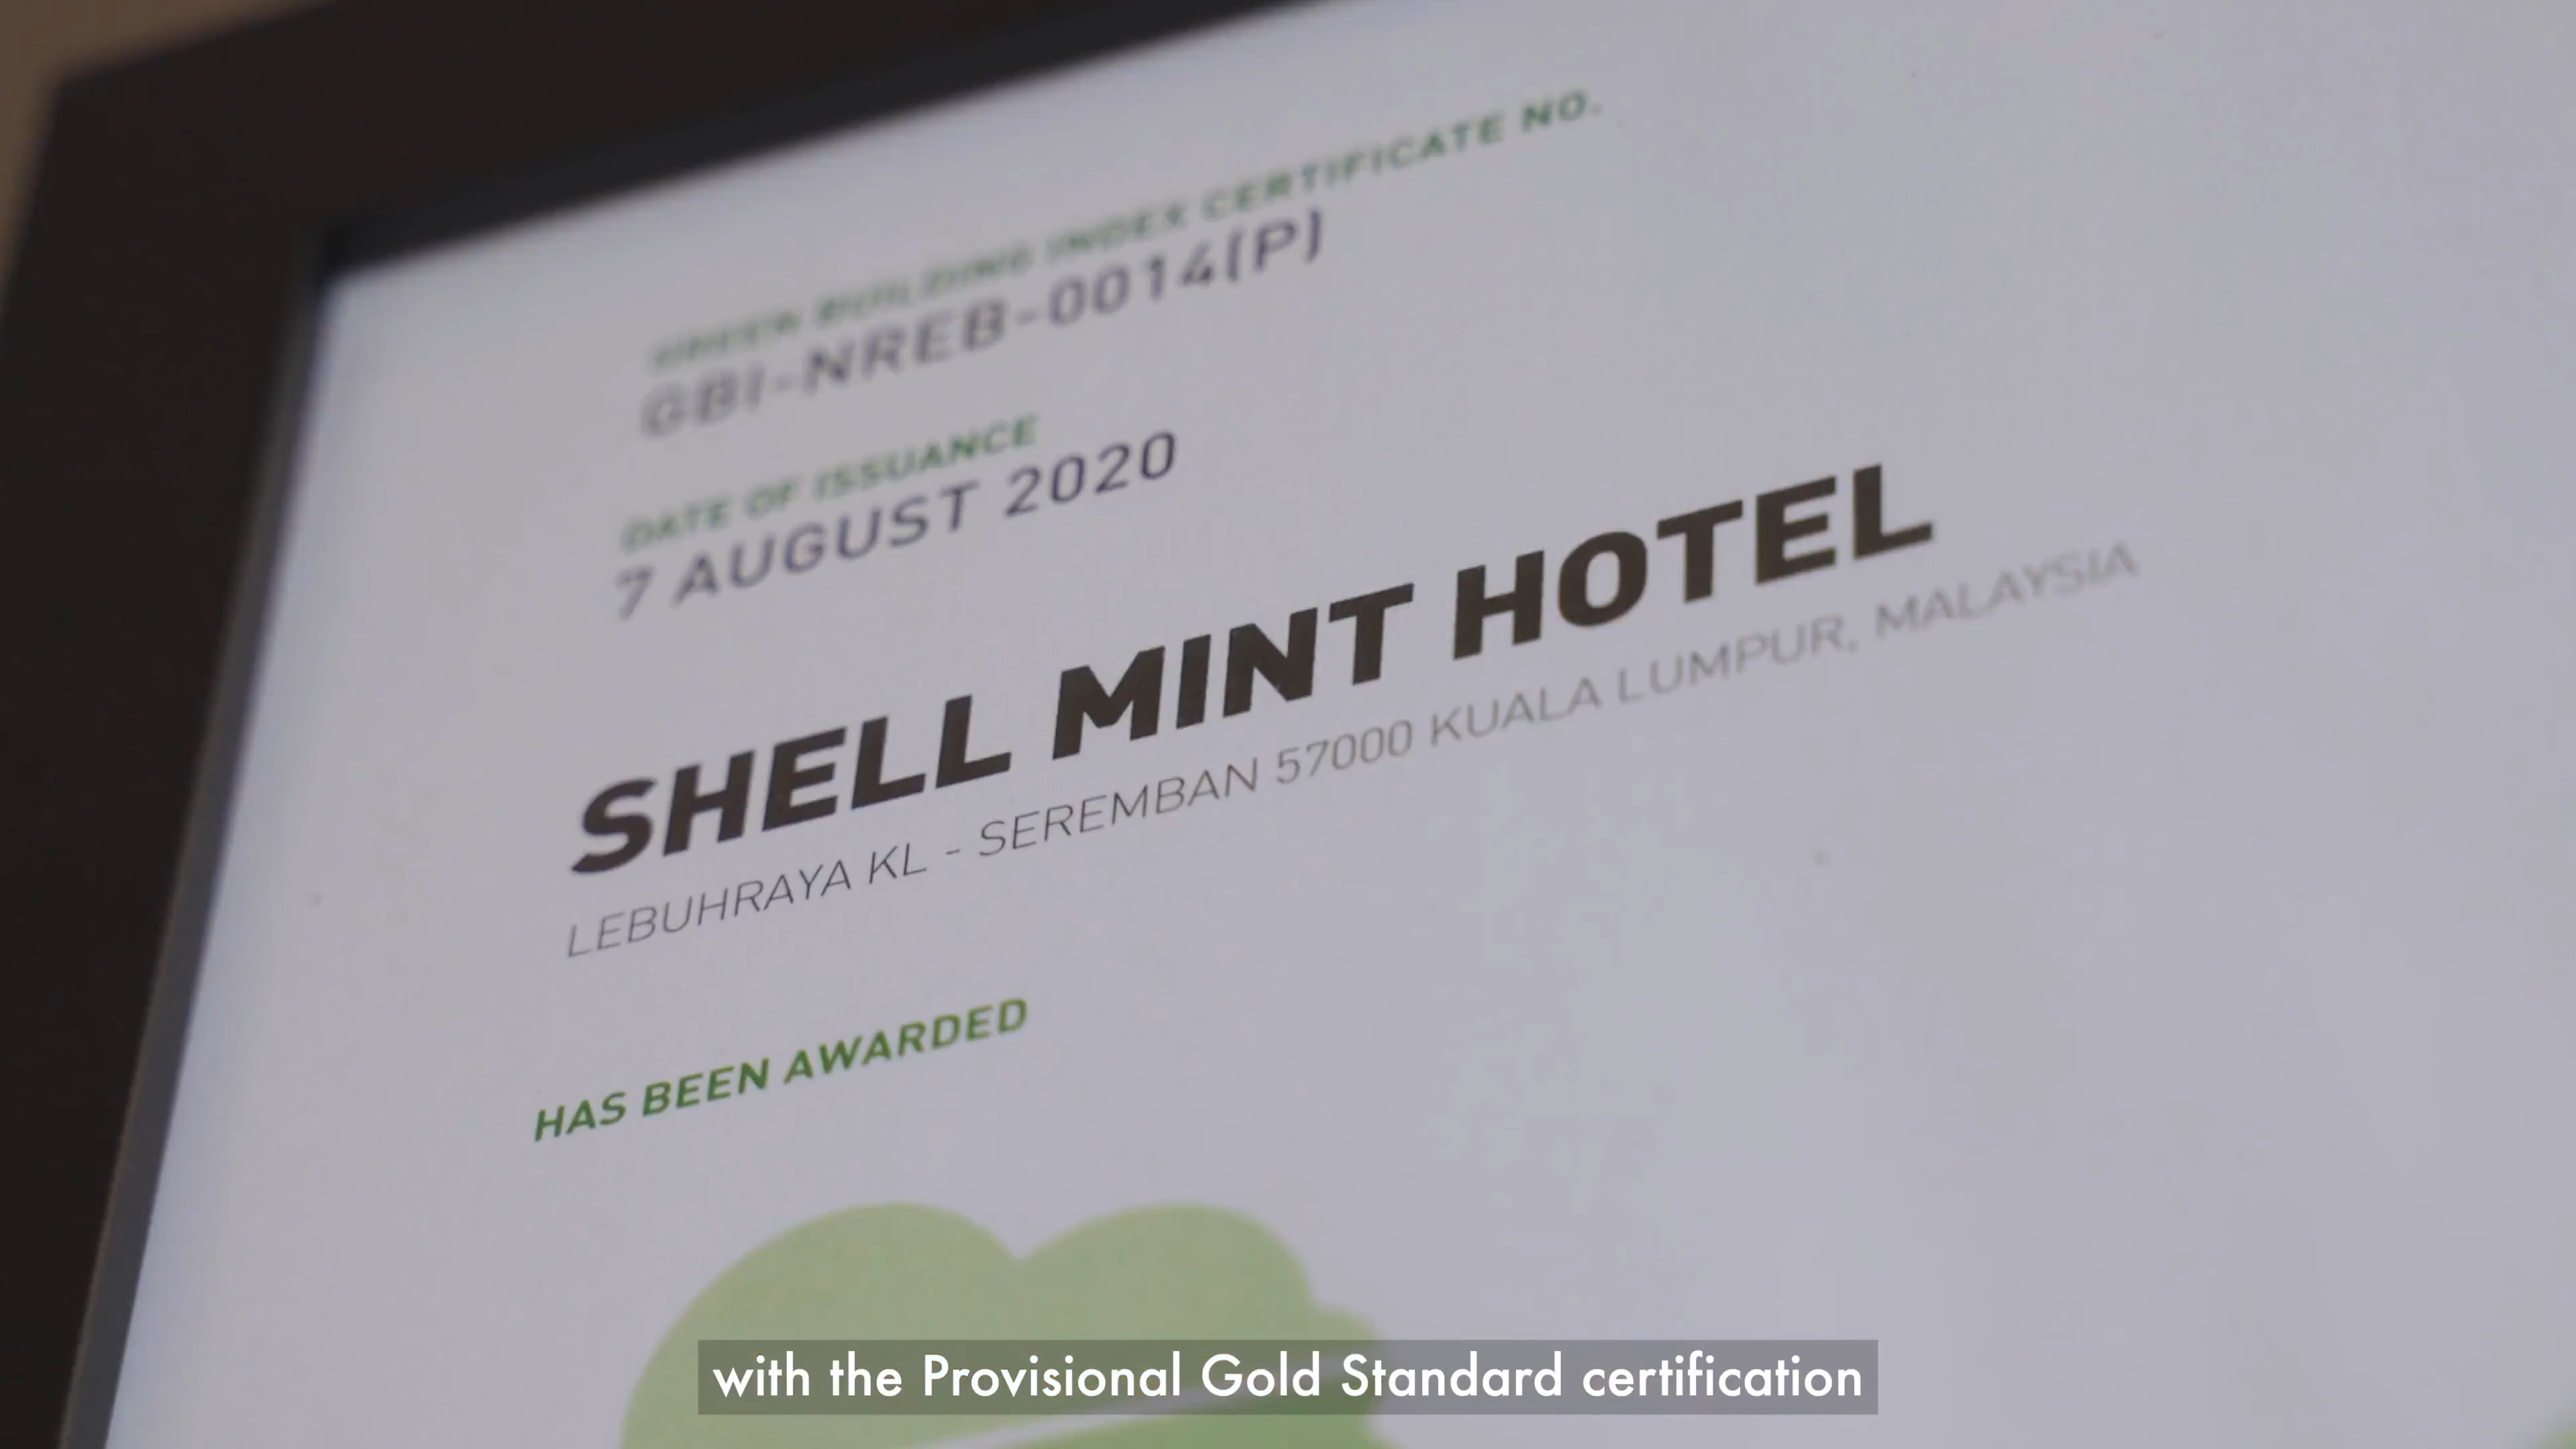 GREEN BUILDING INDEX CERTIFICATE NO.
GBI-NREB-0014(P)
DATE OF ISSUANCE
7 AUGUST 2020
SHELL MINT HOTEL
LEBUHRAYA KL - SEREMBAN 57000 KUALA LUMPUR, MALAYSIA
HAS BEEN AWARDED
with the Provisional Gold Standard certification